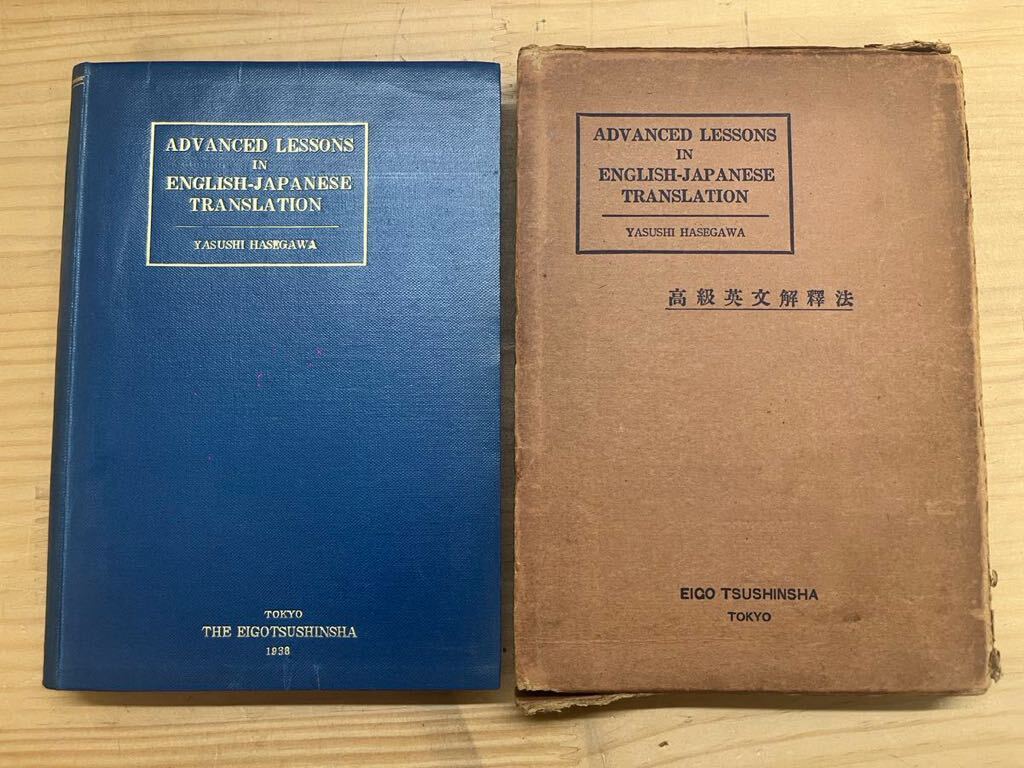 ADVANCED LESSONS
IN
ENGLISH-JAPANESE
TRANSLATION
YASUSHI HASEGAWA
TOKYO
THE EIGOTSUSHINSHA
1938
ADVANCED LESSONS
IN
ENGLISH-JAPANESE
TRANSLATION
YASUSHI HASEGAWA
高級英文解釋法
EIGO TSUSHINSHA
TOKYO